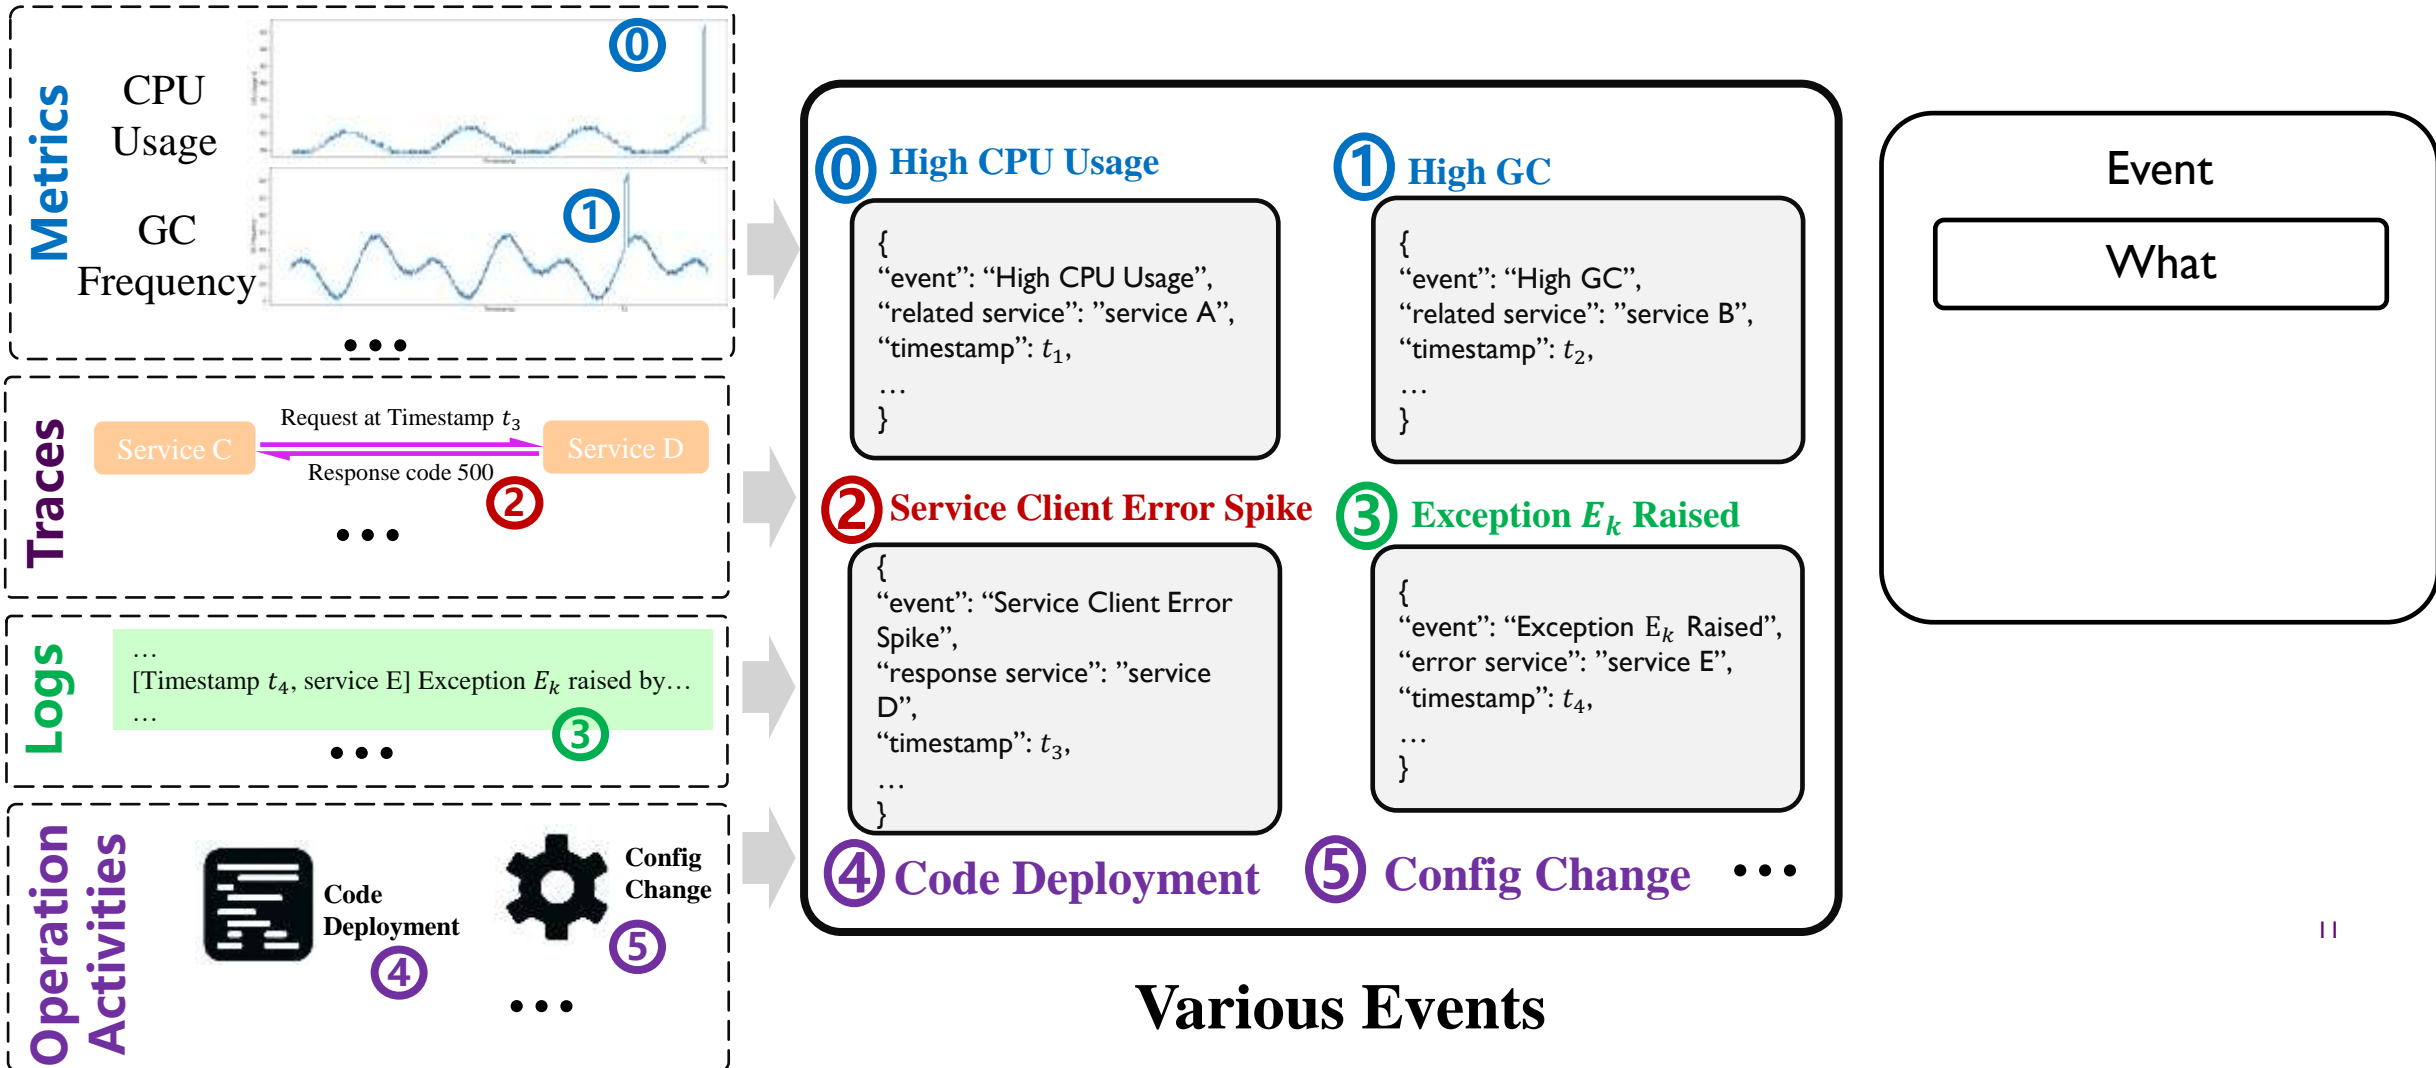 Metrics
CPU
Usage
0
GC
Frequency
1
...
Traces
Request at Timestamp t₃
Service C
Service D
Response code 500
2
...
Logs
…
[Timestamp t₄, service E] Exception Eₖ raised by…
…
3
...
Operation
Activities
Code
Deployment
4
Config
Change
5
...
0 High CPU Usage
{
“event”: “High CPU Usage”,
“related service”: ”service A”,
“timestamp”: t₁,
…
}
1 High GC
{
“event”: “High GC”,
“related service”: ”service B”,
“timestamp”: t₂,
…
}
2 Service Client Error Spike
{
“event”: “Service Client Error
Spike”,
“response service”: ”service
D”,
“timestamp”: t₃,
…
}
3 Exception Eₖ Raised
{
“event”: “Exception Eₖ Raised”,
“error service”: ”service E”,
“timestamp”: t₄,
…
}
4 Code Deployment
5 Config Change ...
Various Events
Event
What
11